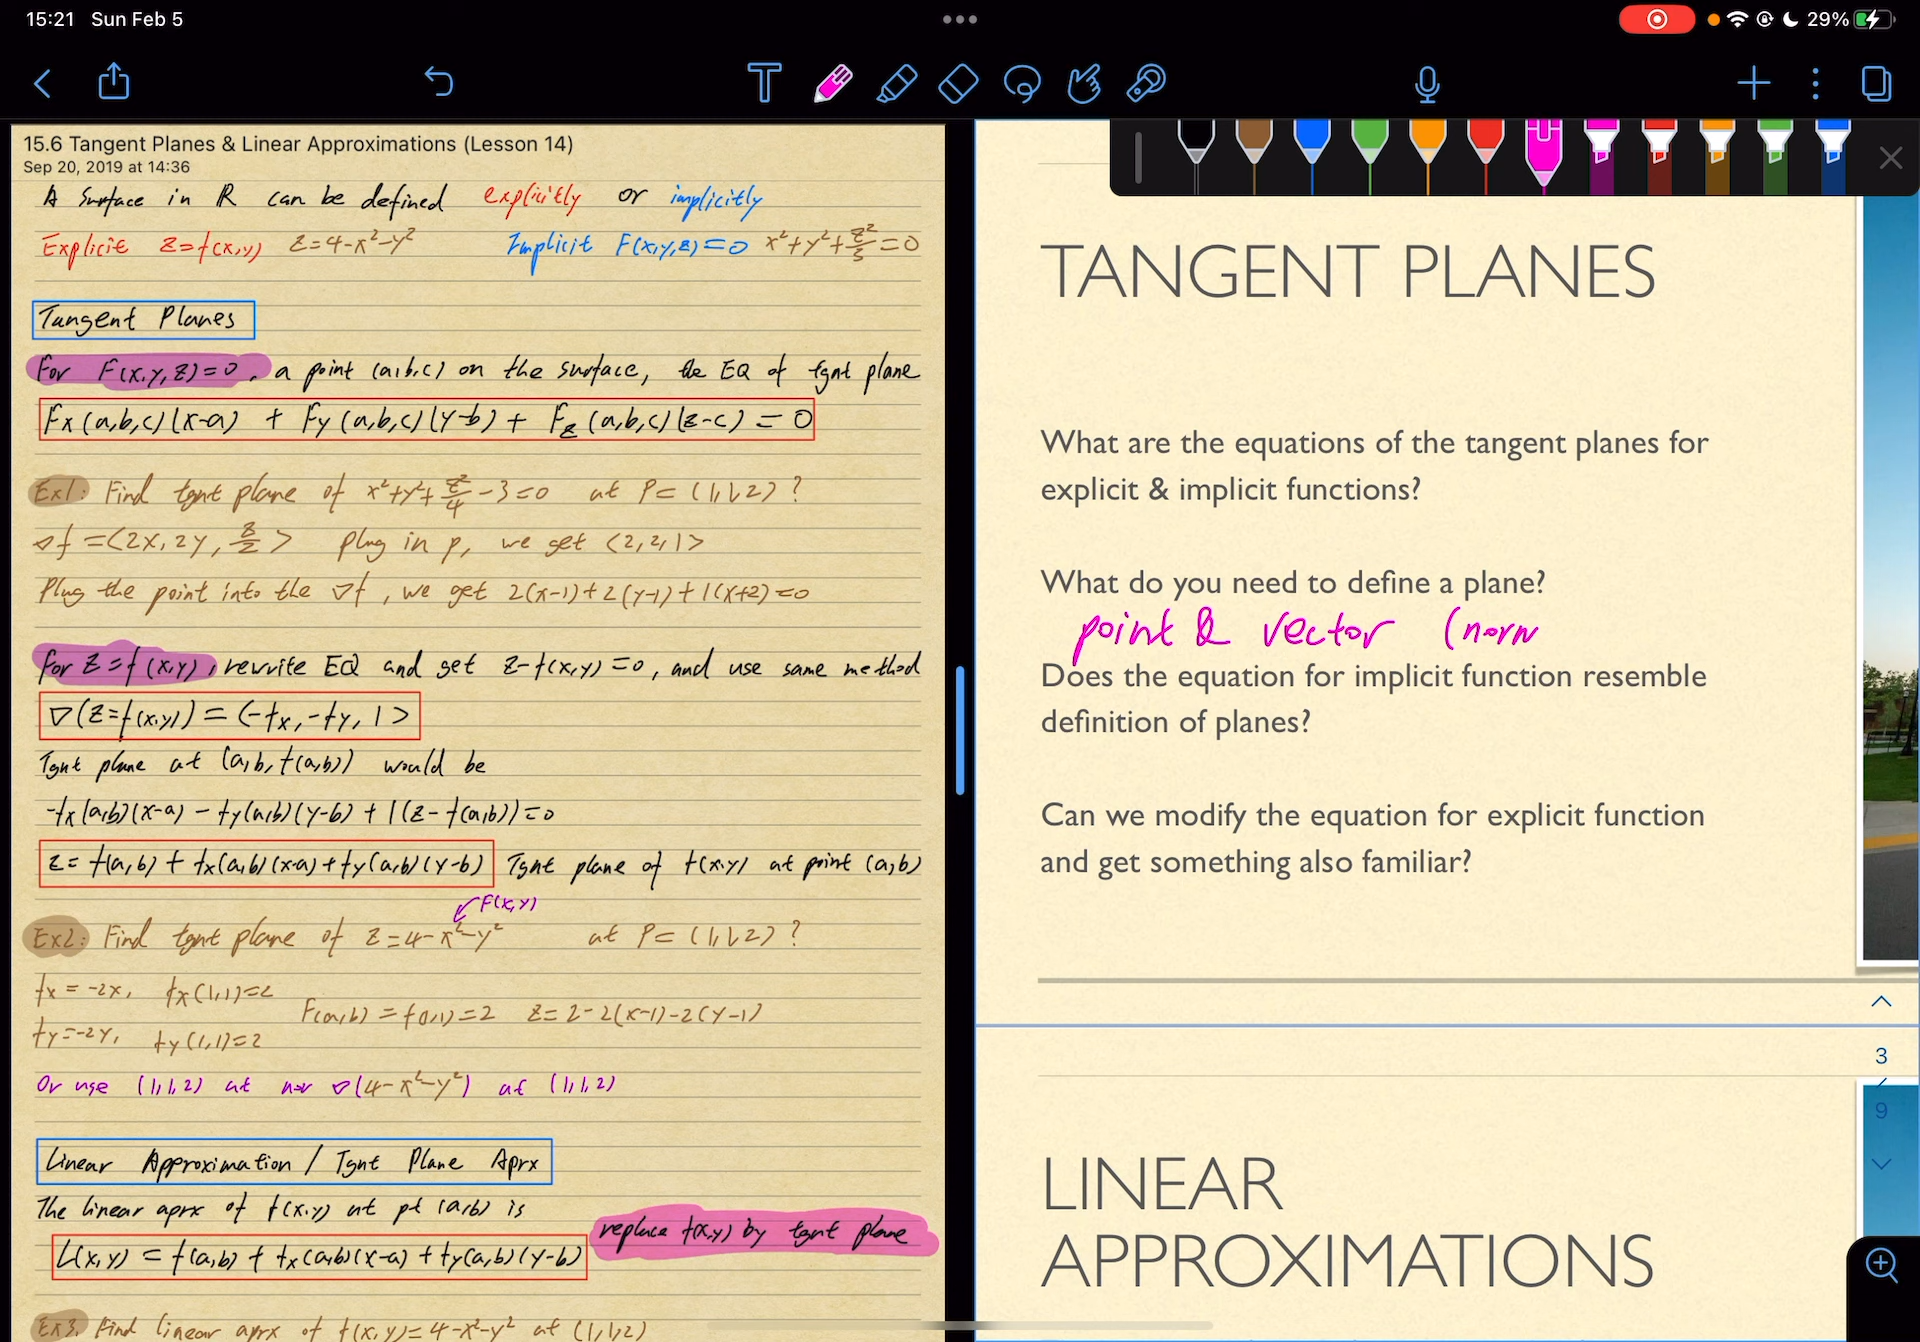 15:21 Sun Feb 5
29%
15.6 Tangent Planes & Linear Approximations (Lesson 14)
Sep 20, 2019 at 14:36
A Surface in R can be defined explicitly or implicitly
Explicit z=f(x,y) z=4-x²-y² Implicit F(x,y,z)=0 x²+y²+z²/5=0
Tangent Planes
For F(x,y,z)=0, a point (a,b,c) on the surface, the EQ of tgnt plane
Fx(a,b,c)(x-a) + Fy(a,b,c)(y-b) + Fz(a,b,c)(z-c) = 0
Ex1: Find tgnt plane of x²+y²+z²/4-3=0 at P=(1,1,2)?
∇f=<2x,2y,z/2> plug in p, we get <2,2,1>
Plug the point into the ∇f, we get 2(x-1)+2(y-1)+1(x+2)=0
For z=f(x,y), rewrite EQ and get z-f(x,y)=0, and use same method
∇(z=f(x,y))=<-fx,-fy,1>
Tgnt plane at (a,b,f(a,b)) would be
-fx(a,b)(x-a)-fy(a,b)(y-b)+1(z-f(a,b))=0
z=f(a,b)+fx(a,b)(x-a)+fy(a,b)(y-b) Tgnt plane of f(x,y) at point (a,b)
F(x,y)
Ex2: Find tgnt plane of z=4-x²-y² at P=(1,1,2)?
fx=-2x, fx(1,1)=2
F(a,b)=f(1,1)=2 z=2-2(x-1)-2(y-1)
fy=-2y, fy(1,1)=2
Or use (1,1,2) at nor ∇(4-x²-y²) at (1,1,2)
Linear Approximation / Tgnt Plane Aprx
The linear aprx of f(x,y) at pt (a,b) is
replace f(x,y) by tgnt plane
L(x,y)=f(a,b)+fx(a,b)(x-a)+fy(a,b)(y-b)
Ex3. Find linear aprx of f(x,y)=4-x²-y² at (1,1,2)
TANGENT PLANES
What are the equations of the tangent planes for
explicit & implicit functions?
What do you need to define a plane?
point & vector (norm
Does the equation for implicit function resemble
definition of planes?
Can we modify the equation for explicit function
and get something also familiar?
3
/
9
LINEAR
APPROXIMATIONS